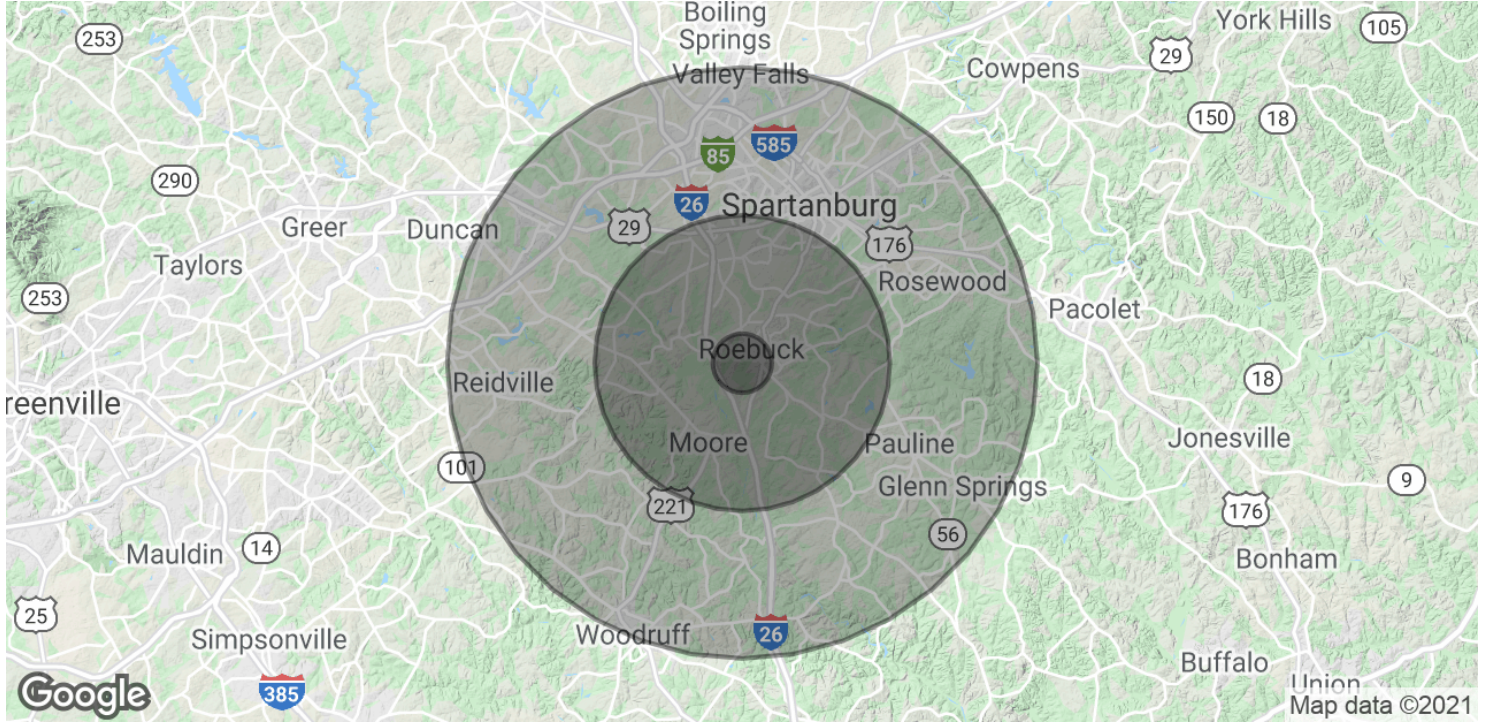 Boiling
Springs
York Hills
105
253
29
Valley Falls
Cowpens
150
18
585
85
290
26
Spartanburg
29
Greer
Duncan
176
Taylors
Rosewood
253
Pacolet
Roebuck
Reidville
18
reenville
Moore
Pauline
Jonesville
101
9
Glenn Springs
221
176
56
14
Mauldin
Bonham
25
Simpsonville
Woodruff
26
Buffalo
385
Union
Google
Map data ©2021